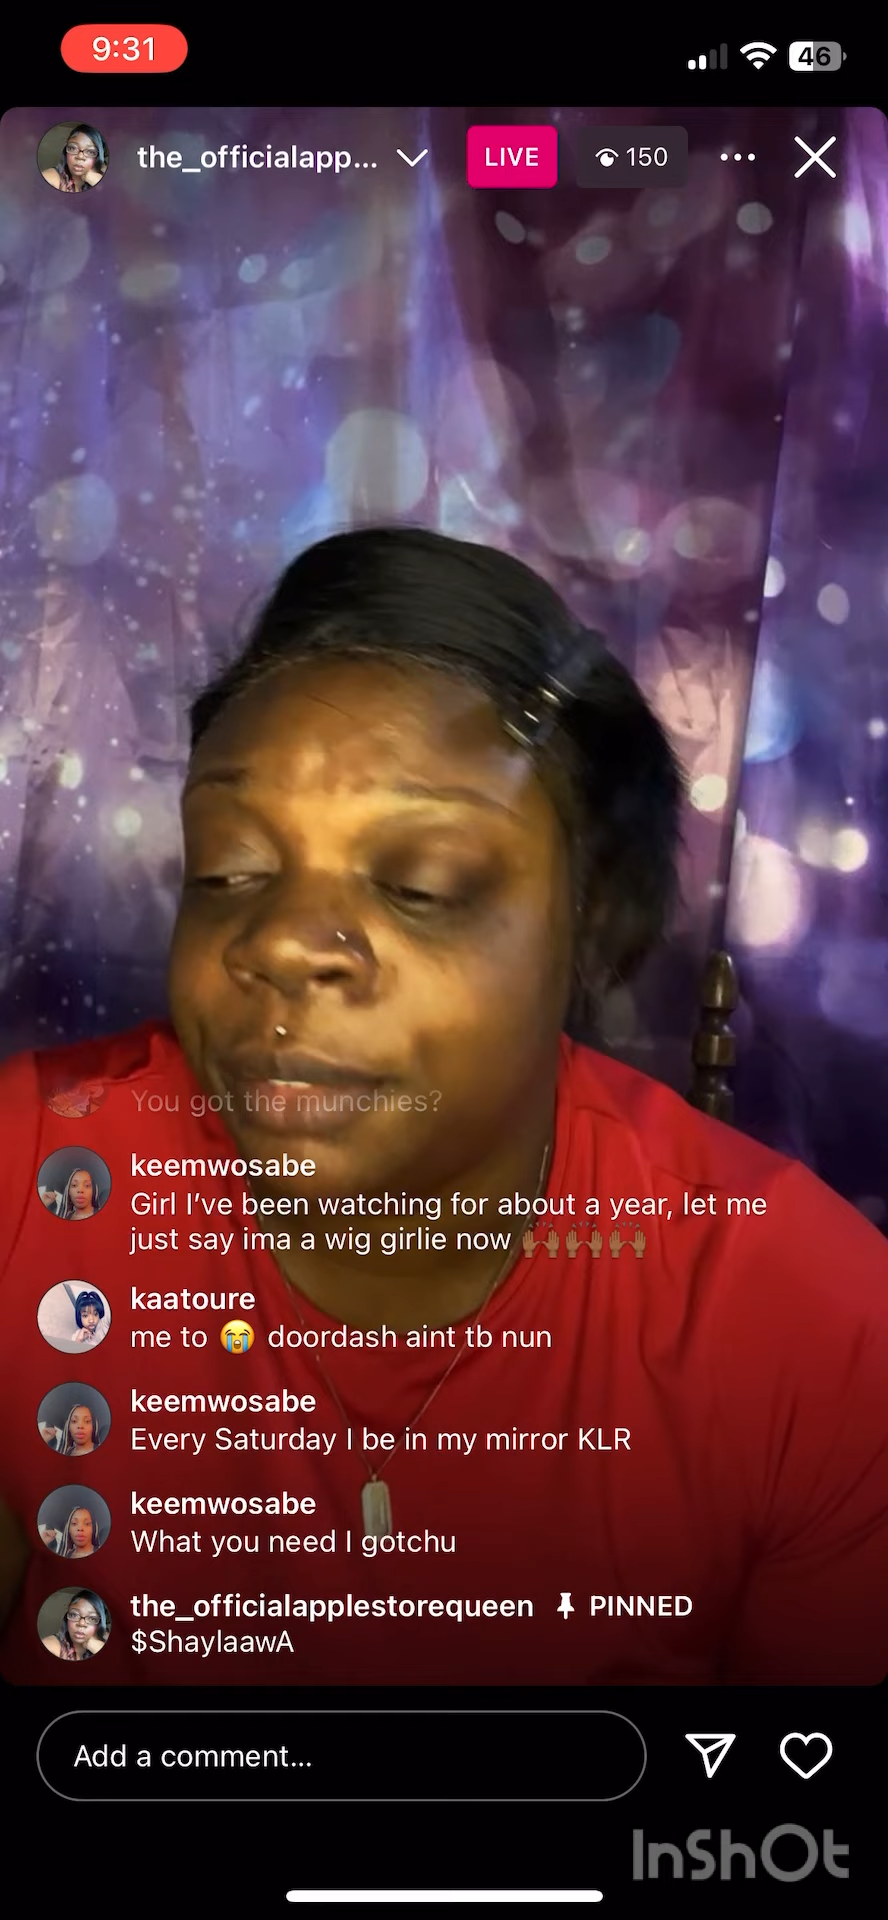 9:31
46
the_officialapp...
LIVE
150
You got the munchies?
keemwosabe
Girl I've been watching for about a year, let me
just say ima a wig girlie now 🙌🏽🙌🏽🙌🏽
kaatoure
me to 😭 doordash aint tb nun
keemwosabe
Every Saturday I be in my mirror KLR
keemwosabe
What you need I gotchu
the_officialapplestorequeen PINNED
$ShaylaawA
Add a comment...
InShOt